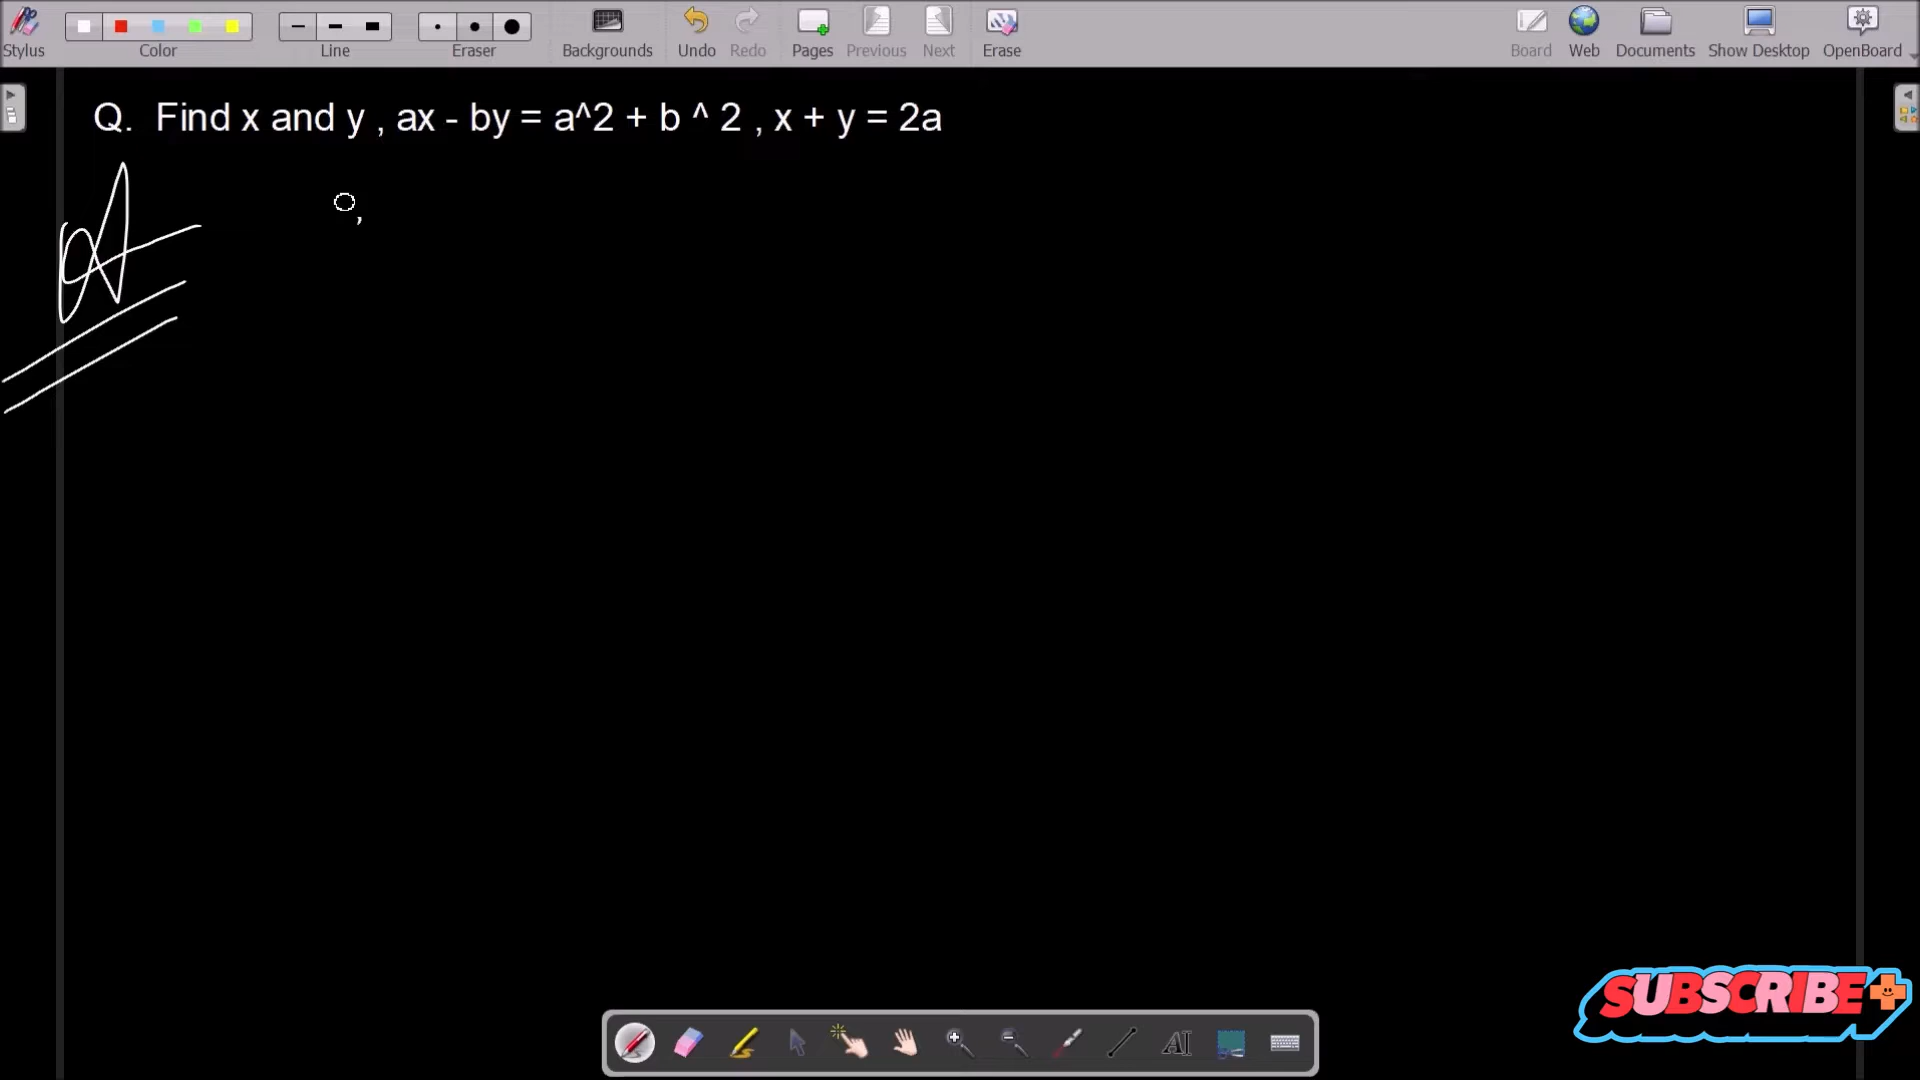 Stylus Color Line Eraser Backgrounds Undo Redo Pages Previous Next Erase Board Web Documents Show Desktop OpenBoard
Q. Find x and y , ax - by = a^2 + b ^ 2 , x + y = 2a
A
SUBSCRIBE
AI